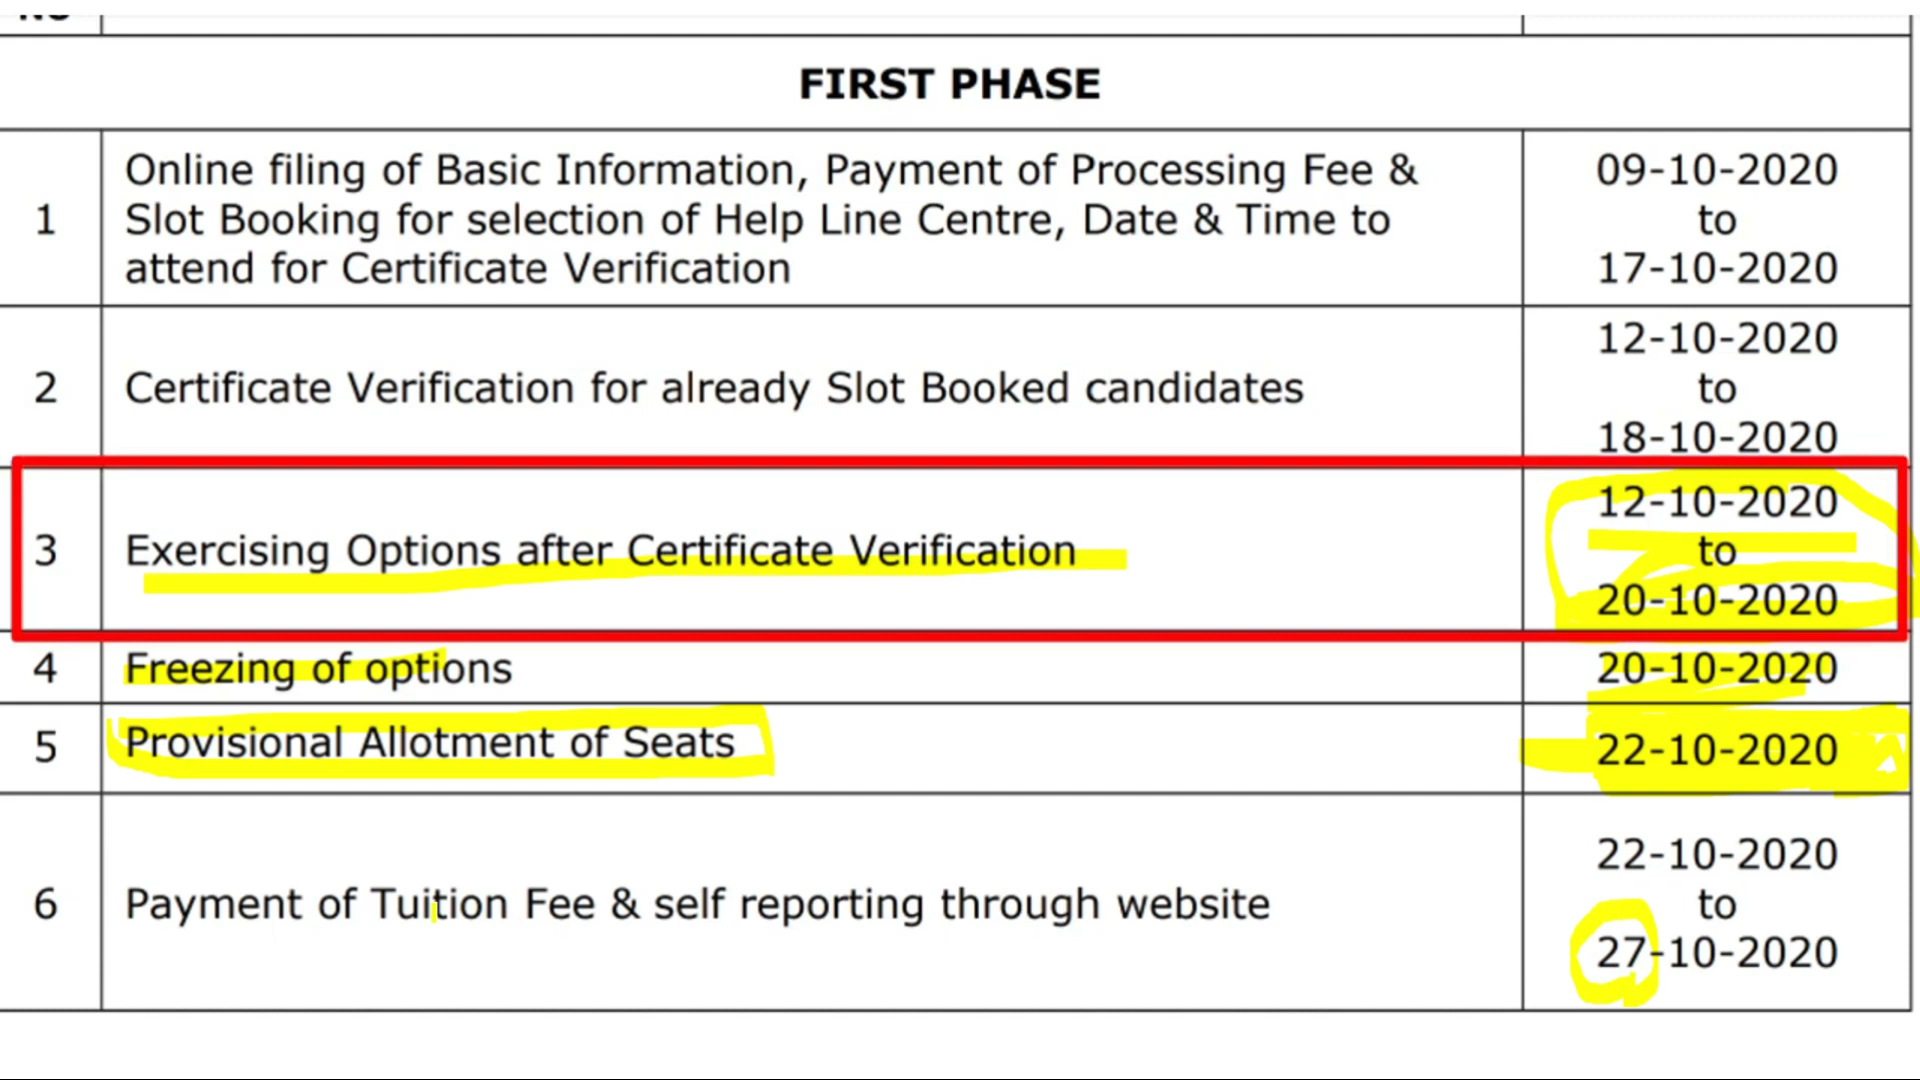 FIRST PHASE
1
Online filing of Basic Information, Payment of Processing Fee &
Slot Booking for selection of Help Line Centre, Date & Time to
attend for Certificate Verification
09-10-2020
to
17-10-2020
2
Certificate Verification for already Slot Booked candidates
12-10-2020
to
18-10-2020
3
Exercising Options after Certificate Verification
12-10-2020
to
20-10-2020
4
Freezing of options
20-10-2020
5
Provisional Allotment of Seats
22-10-2020
6
Payment of Tuition Fee & self reporting through website
22-10-2020
to
27-10-2020